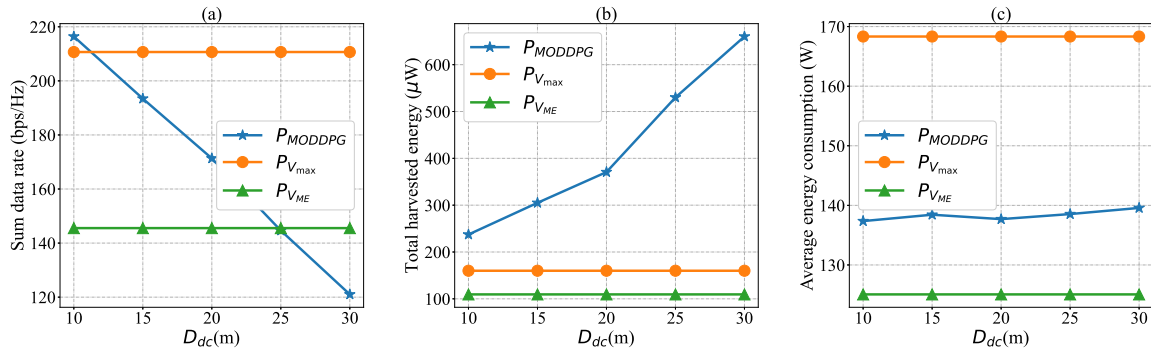 (a)
Sum data rate (bps/Hz)
220
200
180
160
140
120
P_MODDPG
P_Vmax
P_VME
10 15 20 25 30
D_dc(m)
(b)
Total harvested energy (μW)
600
500
400
300
200
100
P_MODDPG
P_Vmax
P_VME
10 15 20 25 30
D_dc(m)
(c)
Average energy consumption (W)
170
160
155
140
130
125
P_MODDPG
P_Vmax
P_VME
10 15 20 25 30
D_dc(m)